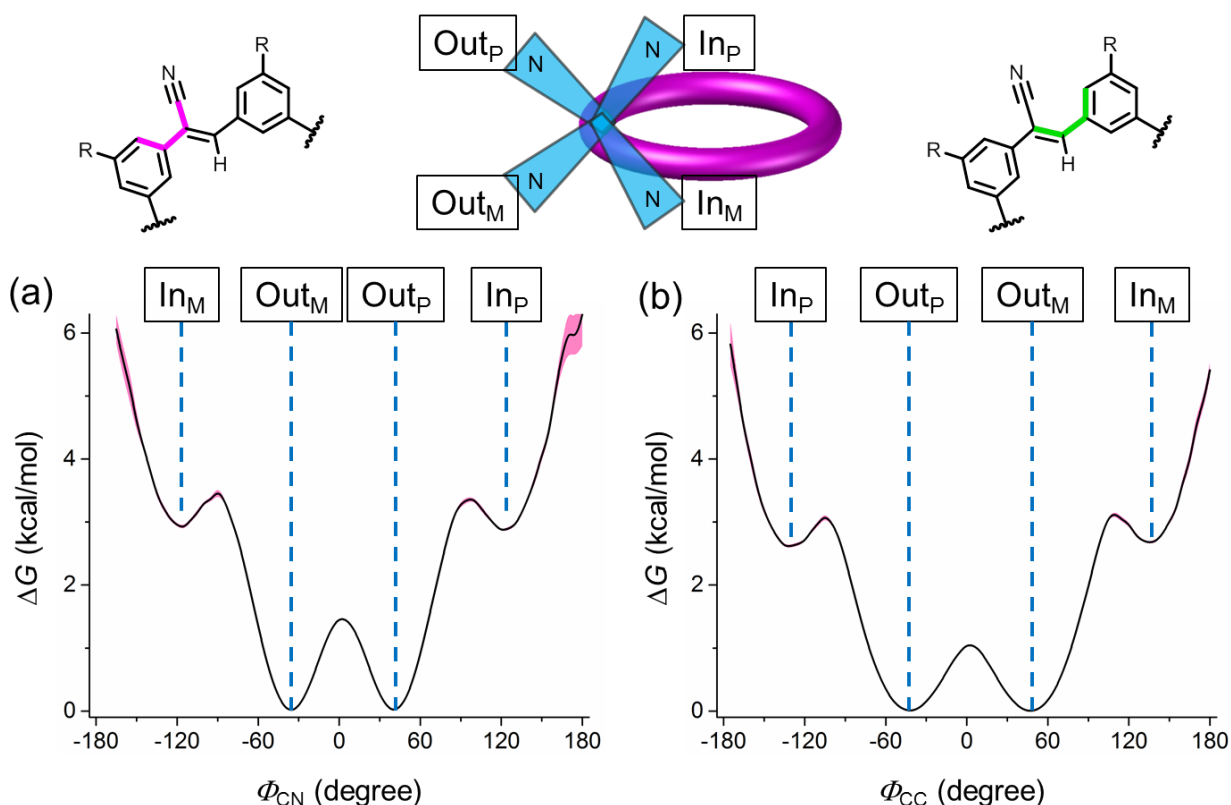 R
N
R
H
Out_P
N
N
In_P
Out_M
N
N
In_M
R
N
R
H
(a)
In_M
Out_M
Out_P
In_P
6
4
2
0
ΔG (kcal/mol)
-180 -120 -60 0 60 120 180
Φ_CN (degree)
(b)
In_P
Out_P
Out_M
In_M
6
4
2
0
ΔG (kcal/mol)
-180 -120 -60 0 60 120 180
Φ_CC (degree)